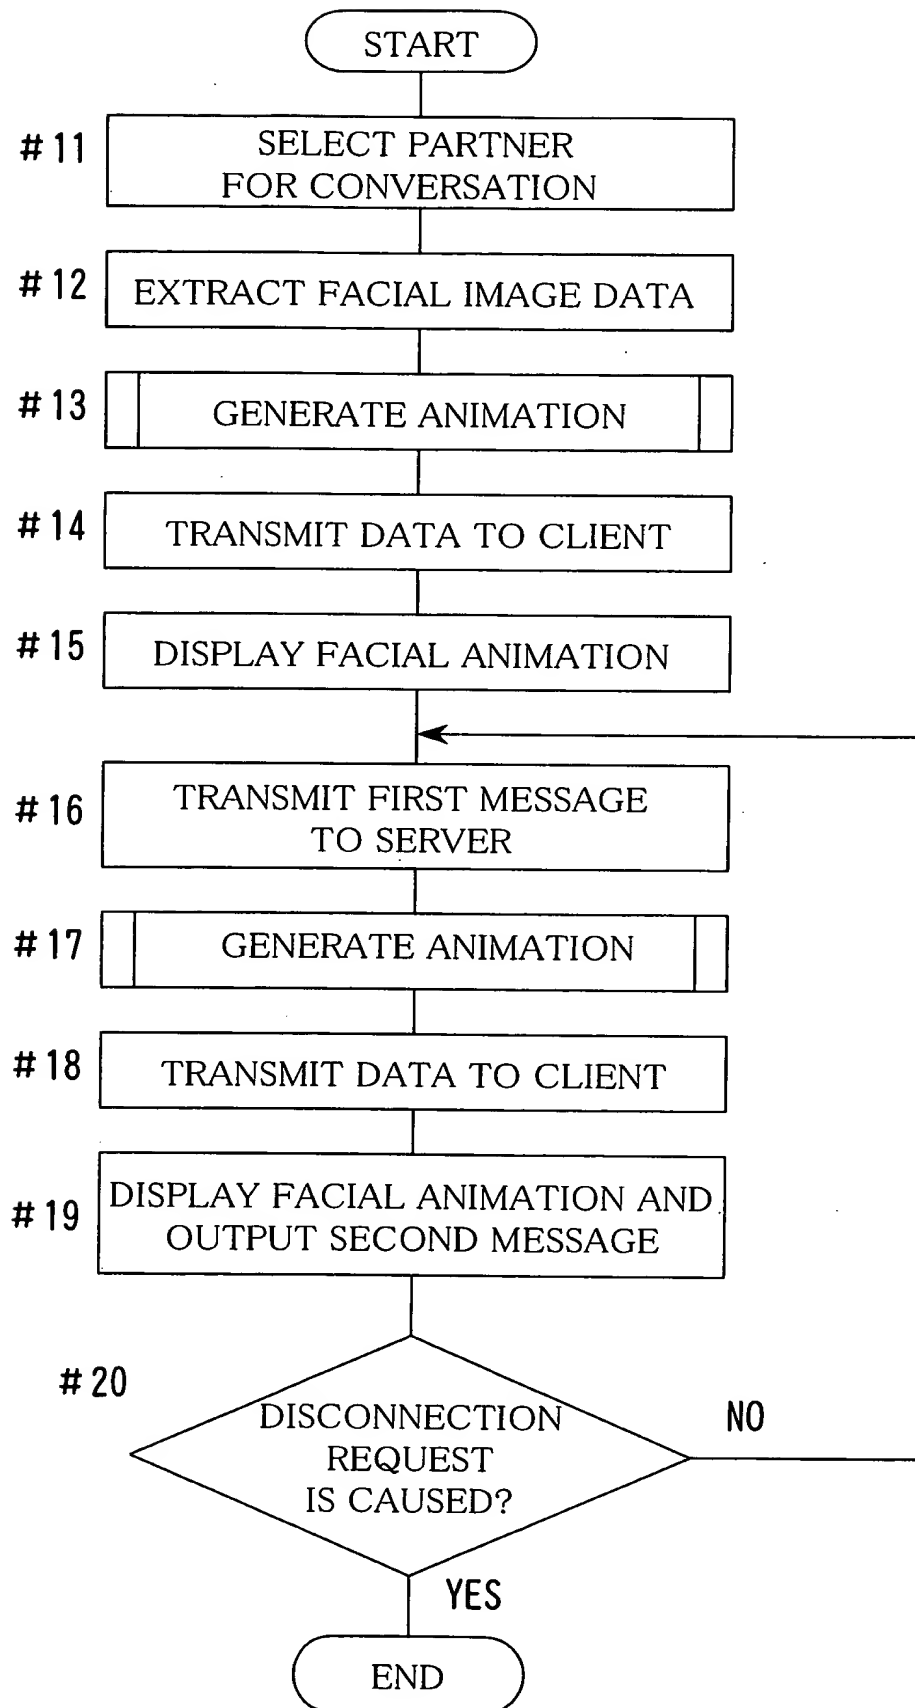 START
#11
SELECT PARTNER
FOR CONVERSATION
#12
EXTRACT FACIAL IMAGE DATA
#13
GENERATE ANIMATION
#14
TRANSMIT DATA TO CLIENT
#15
DISPLAY FACIAL ANIMATION
#16
TRANSMIT FIRST MESSAGE
TO SERVER
#17
GENERATE ANIMATION
#18
TRANSMIT DATA TO CLIENT
#19
DISPLAY FACIAL ANIMATION AND
OUTPUT SECOND MESSAGE
#20
DISCONNECTION
REQUEST
IS CAUSED?
NO
YES
END